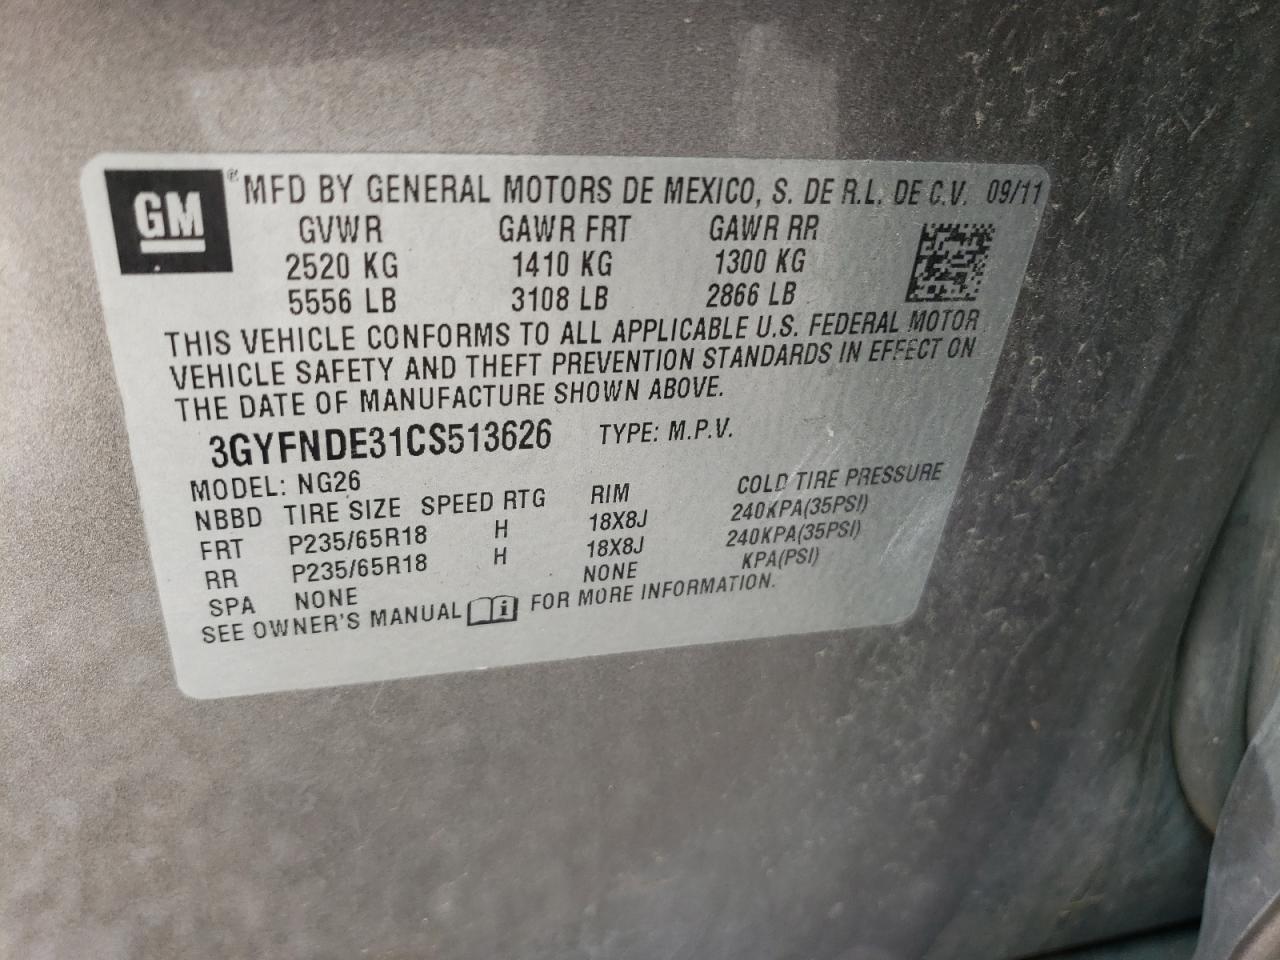 GM ® MFD BY GENERAL MOTORS DE MEXICO, S. DE R.L. DE C.V. 09/11
GVWR GAWR FRT GAWR RR
2520 KG 1410 KG 1300 KG
5556 LB 3108 LB 2866 LB
THIS VEHICLE CONFORMS TO ALL APPLICABLE U.S. FEDERAL MOTOR
VEHICLE SAFETY AND THEFT PREVENTION STANDARDS IN EFFECT ON
THE DATE OF MANUFACTURE SHOWN ABOVE.
3GYFNDE31CS513626 TYPE: M.P.V.
MODEL: NG26
NBBD TIRE SIZE SPEED RTG RIM COLD TIRE PRESSURE
FRT P235/65R18 H 18X8J 240KPA(35PSI)
RR P235/65R18 H 18X8J 240KPA(35PSI)
SPA NONE NONE KPA(PSI)
SEE OWNER'S MANUAL i FOR MORE INFORMATION.